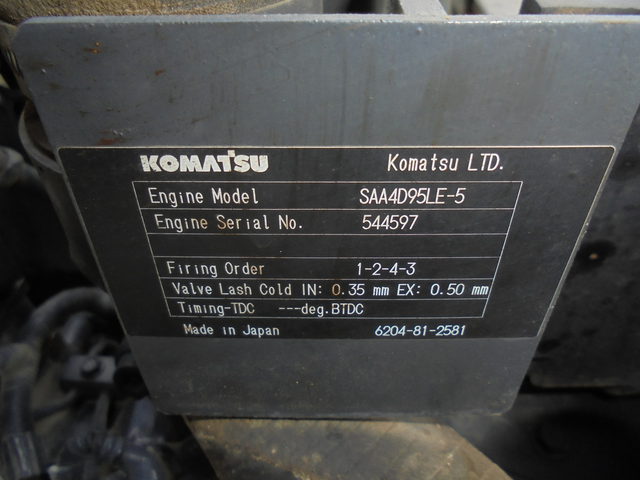 KOMATSU Komatsu LTD.
Engine Model SAA4D95LE-5
Engine Serial No. 544597
Firing Order 1-2-4-3
Valve Lash Cold IN: 0.35 mm EX: 0.50 mm
Timing-TDC ---deg.BTDC
Made in Japan 6204-81-2581